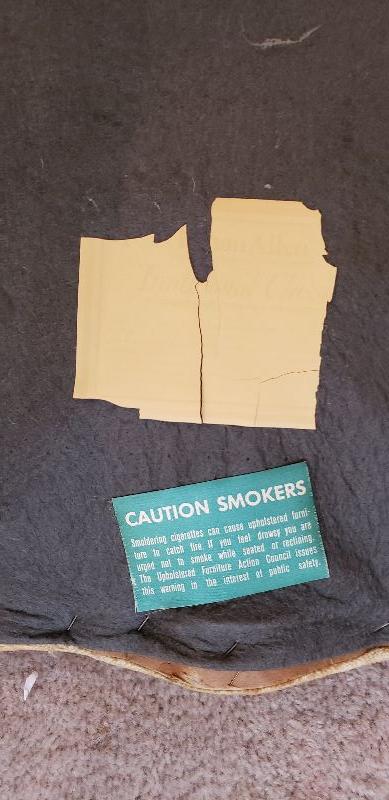 CAUTION SMOKERS
Smoldering cigarettes can cause upholstered furni-
ture to catch fire. If you feel drowsy you are
urged not to smoke while seated or reclining.
The Upholstered Furniture Action Council issues
this warning in the interest of public safety.